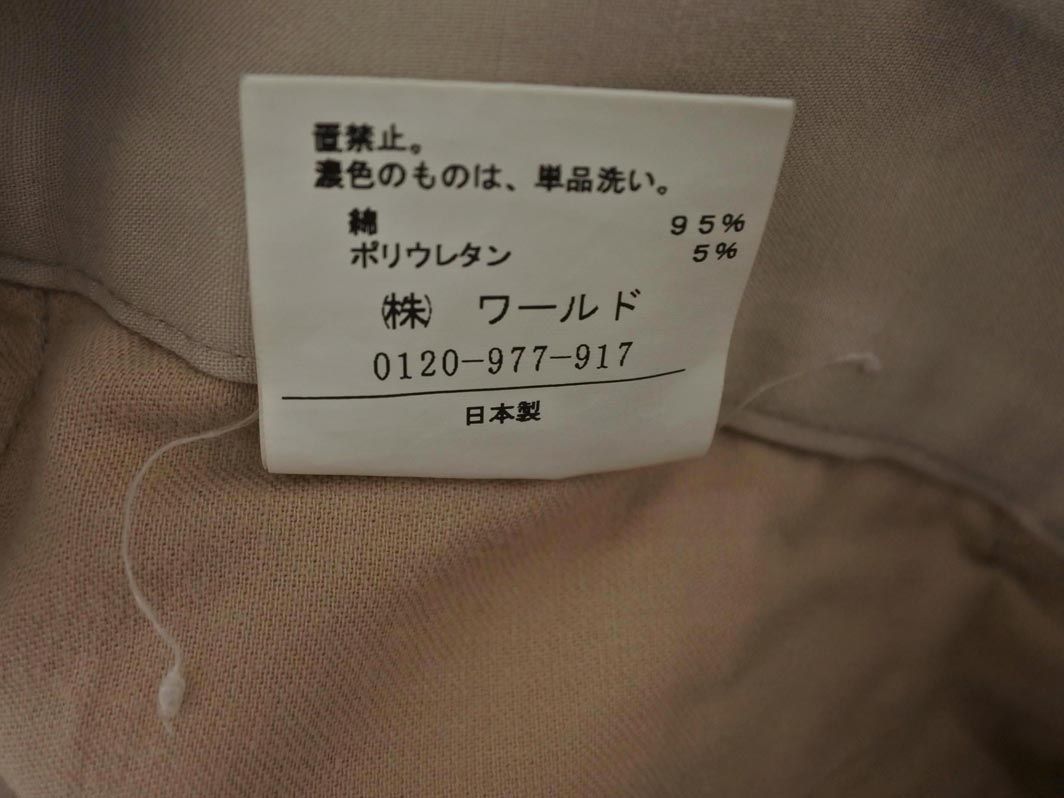 置禁止。
濃色のものは、単品洗い。
綿 95%
ポリウレタン 5%
㈱ ワールド
0120-977-917
日本製